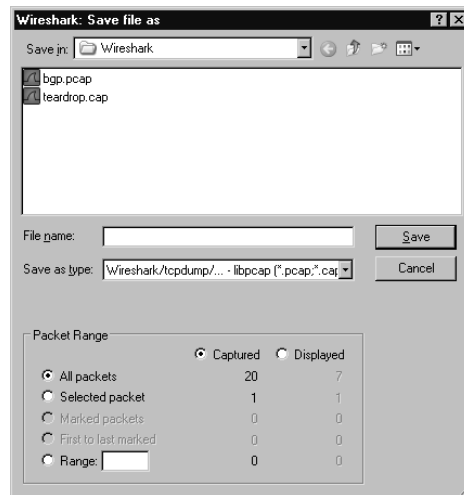 Wireshark: Save file as
Save in: Wireshark
bgp.pcap
teardrop.cap
File name: Save
Save as type: Wireshark/tcpdump/... - libpcap (*.pcap;*.cap Cancel
Packet Range
Captured Displayed
All packets 20 7
Selected packet 1 1
Marked packets 0 0
First to last marked 0 0
Range: 0 0